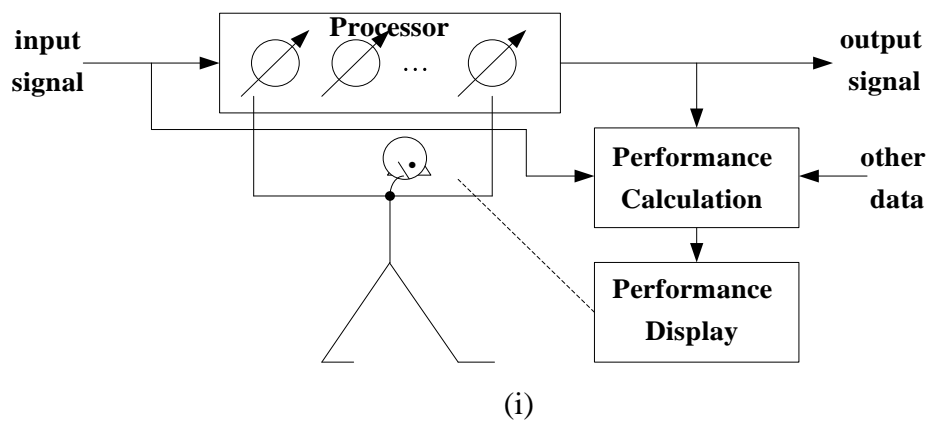 Processor
input
signal
...
output
signal
Performance
Calculation
other
data
Performance
Display
(i)